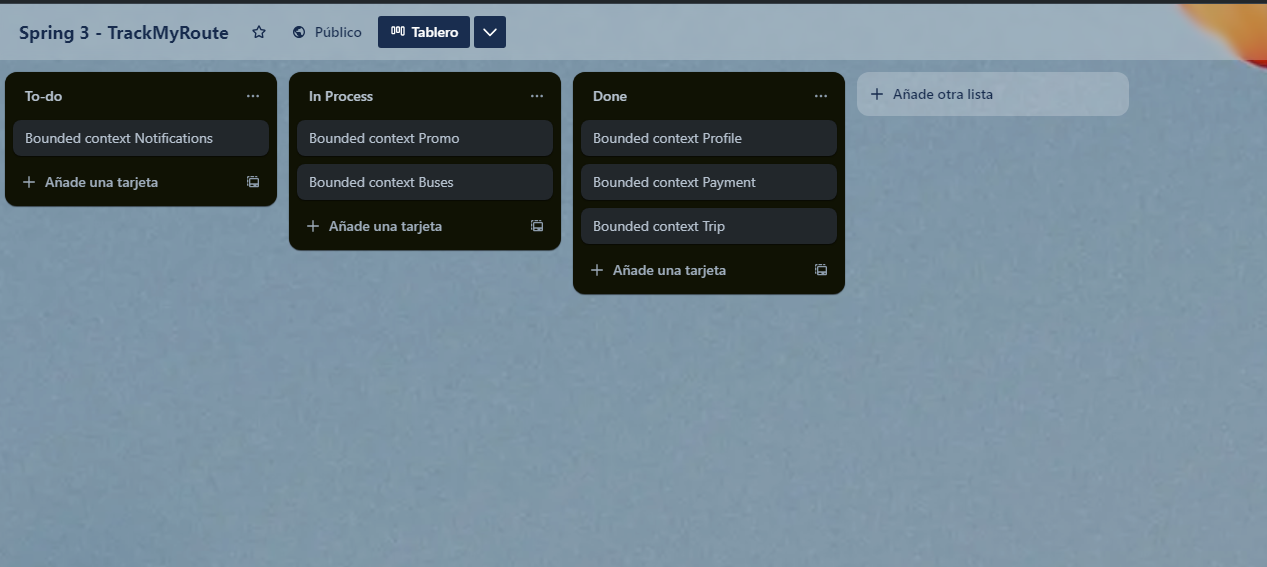 Spring 3 - TrackMyRoute
Público
Tablero
To-do
Bounded context Notifications
Añade una tarjeta
In Process
Bounded context Promo
Bounded context Buses
Añade una tarjeta
Done
Bounded context Profile
Bounded context Payment
Bounded context Trip
Añade una tarjeta
Añade otra lista